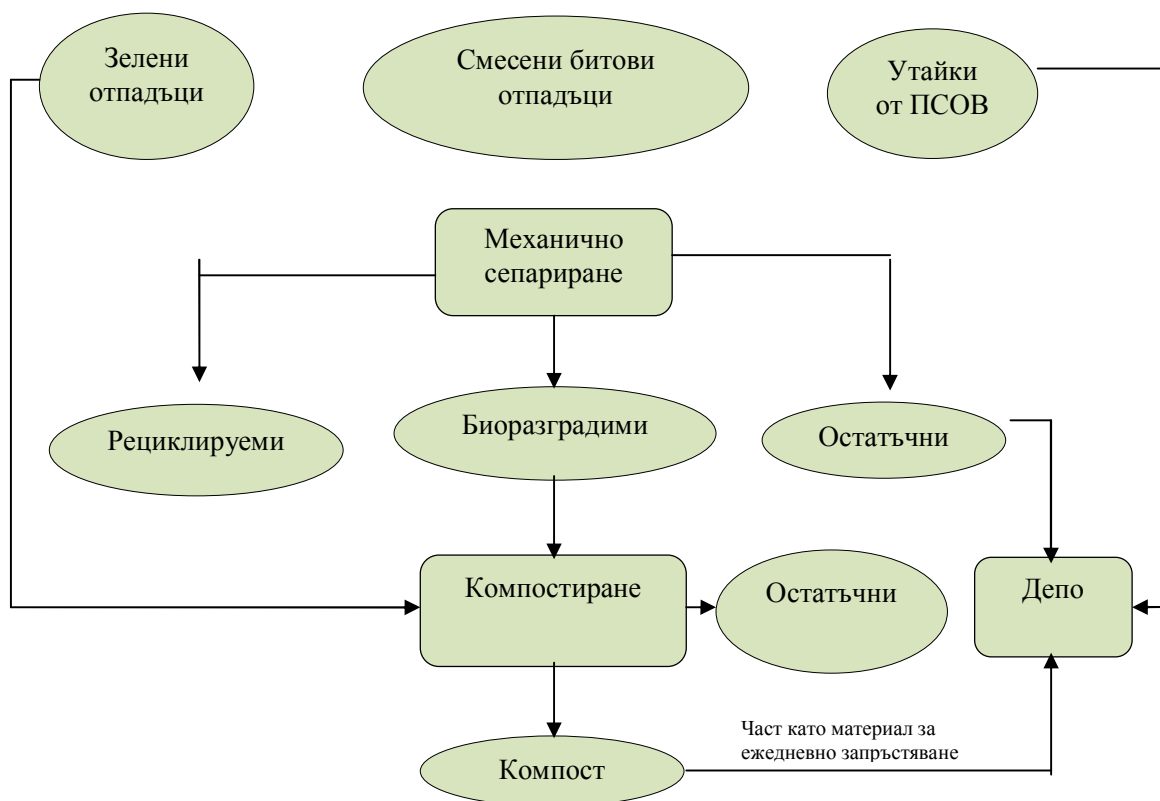 Зелени
отпадъци
Смесени битови
отпадъци
Утайки
от ПСОВ
Механично
сепариране
Рециклируеми
Биоразградими
Остатъчни
Компостиране
Остатъчни
Депо
Част като материал за
ежедневно запръстяване
Компост